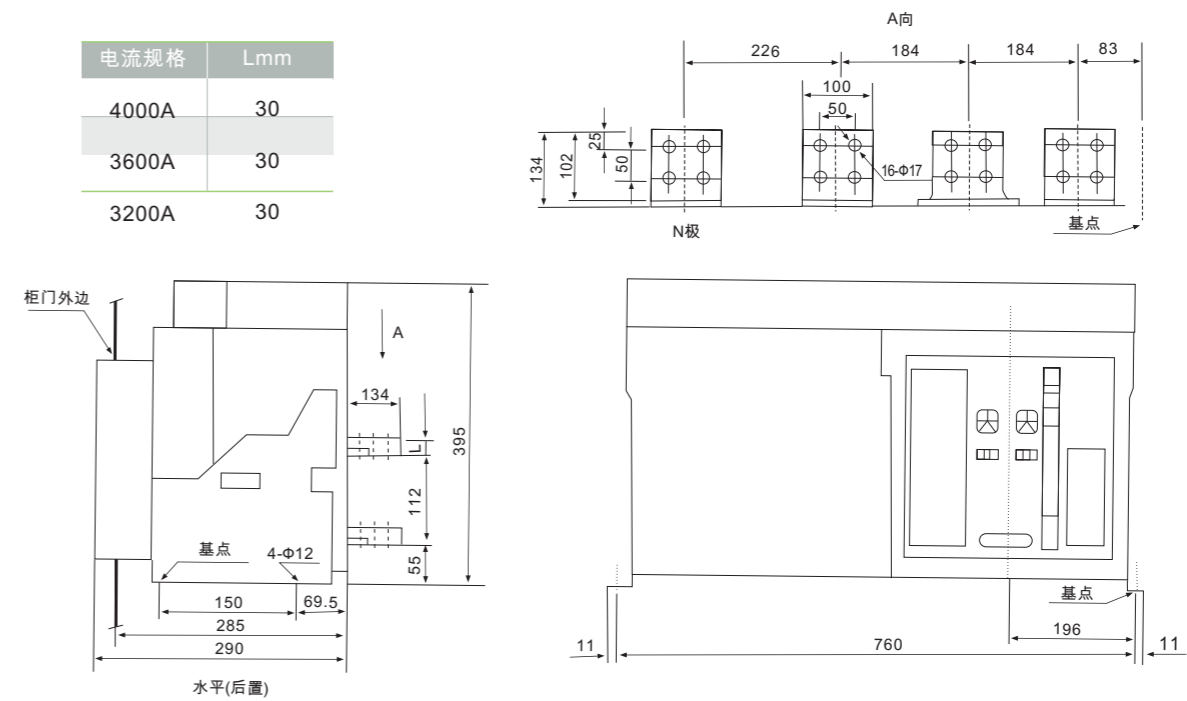 电流规格 Lmm
4000A 30
3600A 30
3200A 30
A向
226 184 184 83
100
50
134 102 25 50
16-Φ17
N极
基点
柜门外边
A
134
L
395
112
55
基点
4-Φ12
150 69.5
285
290
水平(后置)
基点
196
11 760 11